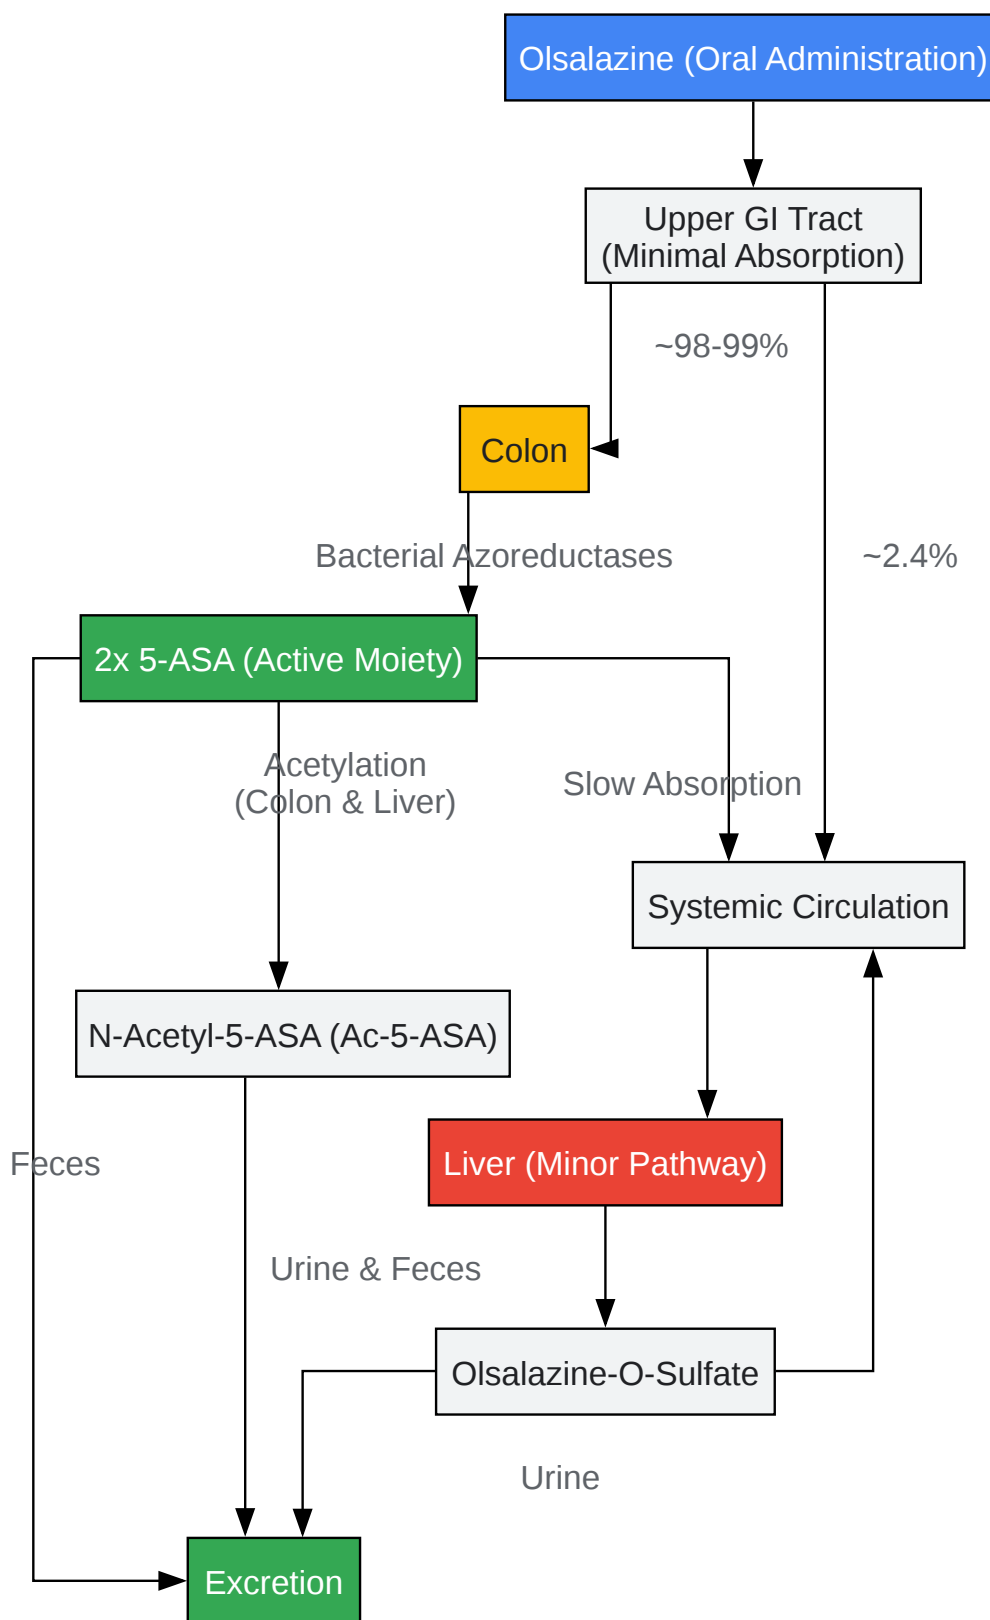 Olsalazine (Oral Administration)
Upper GI Tract
(Minimal Absorption)
~98-99%
Colon
Bacterial Azoreductases
~2.4%
2x 5-ASA (Active Moiety)
Acetylation
(Colon & Liver)
Slow Absorption
Systemic Circulation
N-Acetyl-5-ASA (Ac-5-ASA)
Feces
Liver (Minor Pathway)
Urine & Feces
Olsalazine-O-Sulfate
Urine
Excretion